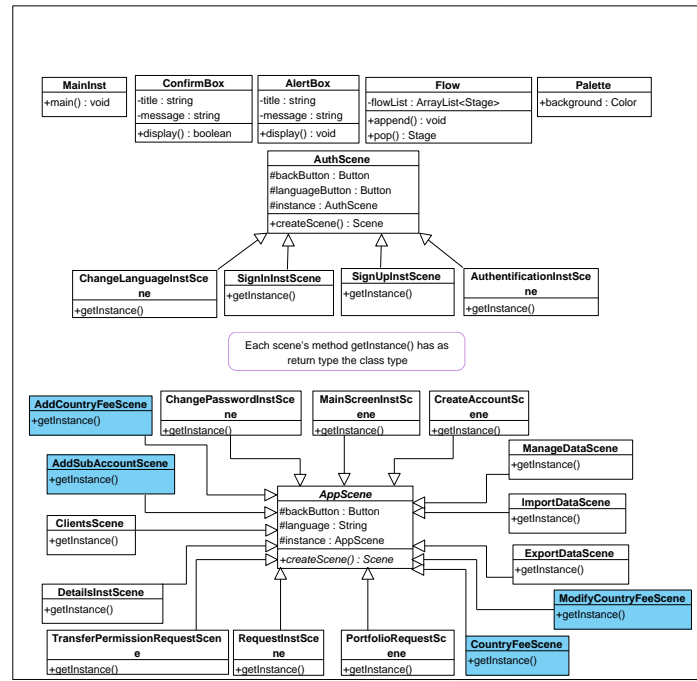 MainInst
+main() : void
ConfirmBox
-title : string
-message : string
+display() : boolean
AlertBox
-title : string
-message : string
+display() : void
Flow
-flowList : ArrayList<Stage>
+append() : void
+pop() : Stage
Palette
+background : Color
AuthScene
#backButton : Button
#languageButton : Button
#instance : AuthScene
+createScene() : Scene
ChangeLanguageInstSce
ne
+getInstance()
SignInInstScene
+getInstance()
SignUpInstScene
+getInstance()
AuthentificationInstSce
ne
+getInstance()
Each scene's method getInstance() has as
return type the class type
AddCountryFeeScene
+getInstance()
ChangePasswordInstSce
ne
+getInstance()
MainScreenInstSc
ene
+getInstance()
CreateAccountSc
ene
+getInstance()
AddSubAccountScene
+getInstance()
ManageDataScene
+getInstance()
AppScene
#backButton : Button
#language : String
#instance : AppScene
+createScene() : Scene
ImportDataScene
+getInstance()
ClientsScene
+getInstance()
ExportDataScene
+getInstance()
DetailsInstScene
+getInstance()
ModifyCountryFeeScene
+getInstance()
TransferPermissionRequestScen
e
+getInstance()
RequestInstSce
ne
+getInstance()
PortfolioRequestSc
ene
+getInstance()
CountryFeeScene
+getInstance()